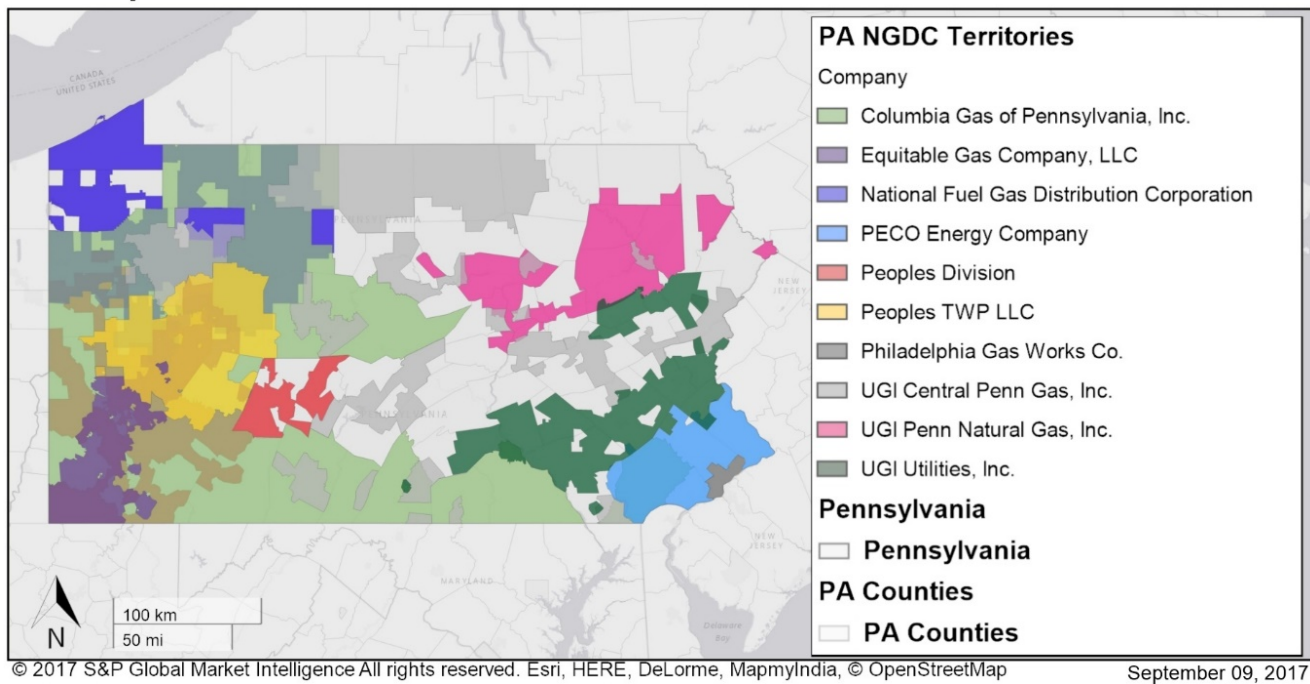 PA NGDC Territories
Company
Columbia Gas of Pennsylvania, Inc.
Equitable Gas Company, LLC
National Fuel Gas Distribution Corporation
PECO Energy Company
Peoples Division
Peoples TWP LLC
Philadelphia Gas Works Co.
UGI Central Penn Gas, Inc.
UGI Penn Natural Gas, Inc.
UGI Utilities, Inc.
Pennsylvania
Pennsylvania
PA Counties
PA Counties
CANADA
UNITED STATES
PENNSYLVANIA
PENNSYLVANIA
NEW
JERSEY
NEW
JERSEY
MARYLAND
Delaware
Bay
N
100 km
50 mi
© 2017 S&P Global Market Intelligence All rights reserved. Esri, HERE, DeLorme, MapmyIndia, © OpenStreetMap
September 09, 2017